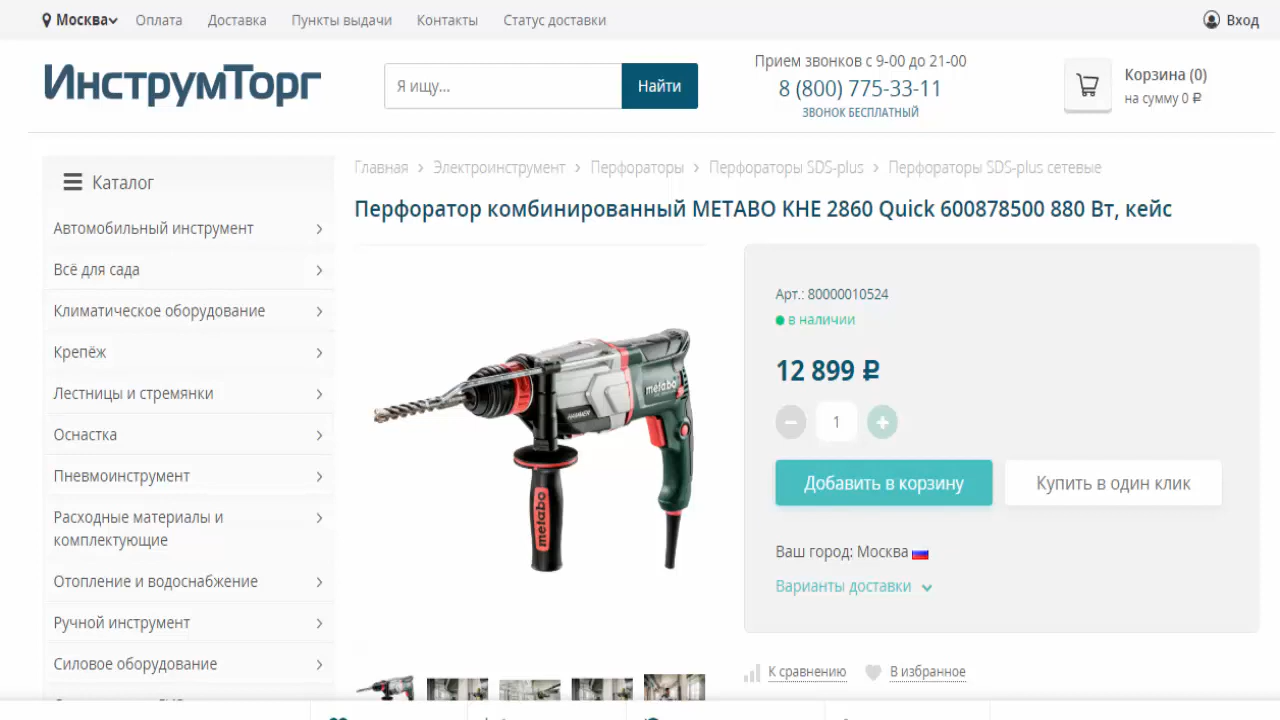 Москва
Оплата
Доставка
Пункты выдачи
Контакты
Статус доставки
Вход
ИнструмТорг
Я ищу...
Найти
Прием звонков с 9-00 до 21-00
8 (800) 775-33-11
ЗВОНОК БЕСПЛАТНЫЙ
Корзина (0)
на сумму 0 ₽
Каталог
Автомобильный инструмент
Всё для сада
Климатическое оборудование
Крепёж
Лестницы и стремянки
Оснастка
Пневмоинструмент
Расходные материалы и
комплектующие
Отопление и водоснабжение
Ручной инструмент
Силовое оборудование
Главная > Электроинструмент > Перфораторы > Перфораторы SDS-plus > Перфораторы SDS-plus сетевые
Перфоратор комбинированный METABO KHE 2860 Quick 600878500 880 Вт, кейс
metabo
HAMMER
metabo
Арт.: 80000010524
в наличии
12 899 ₽
1
Добавить в корзину
Купить в один клик
Ваш город: Москва
Варианты доставки
К сравнению
В избранное